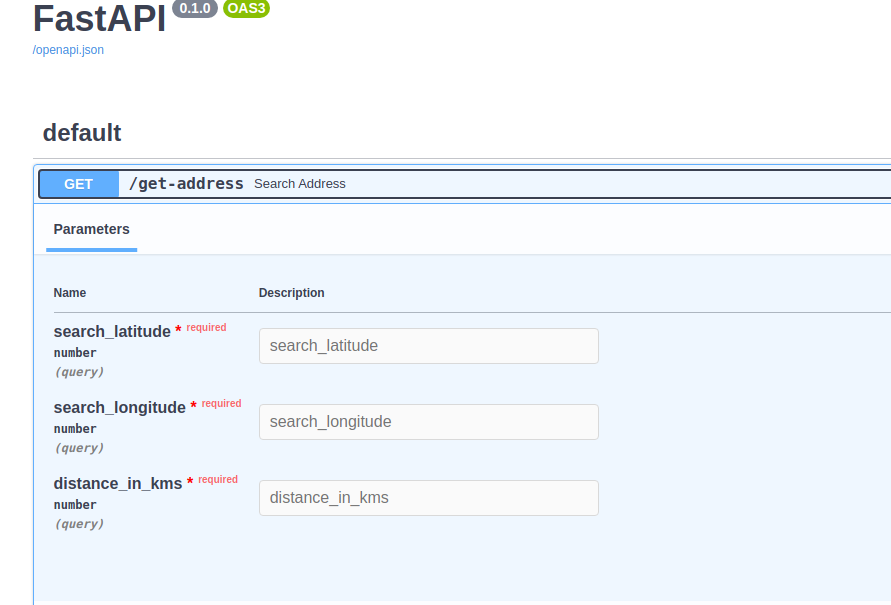 FastAPI 0.1.0 OAS3
/openapi.json
default
GET /get-address Search Address
Parameters
Name Description
search_latitude * required search_latitude
number
(query)
search_longitude * required search_longitude
number
(query)
distance_in_kms * required distance_in_kms
number
(query)